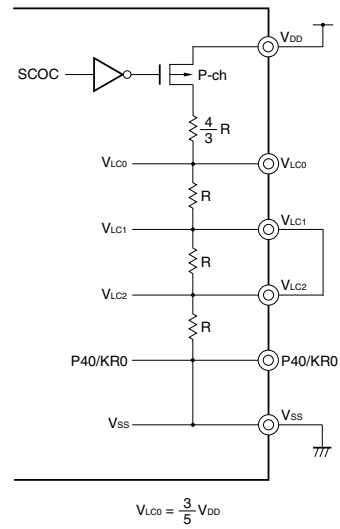 VDD
SCOC
P-ch
4/3 R
VLC0
VLC0
R
VLC1
VLC1
R
VLC2
VLC2
R
P40/KR0
P40/KR0
VSS
VSS
VLC0 = 3/5 VDD